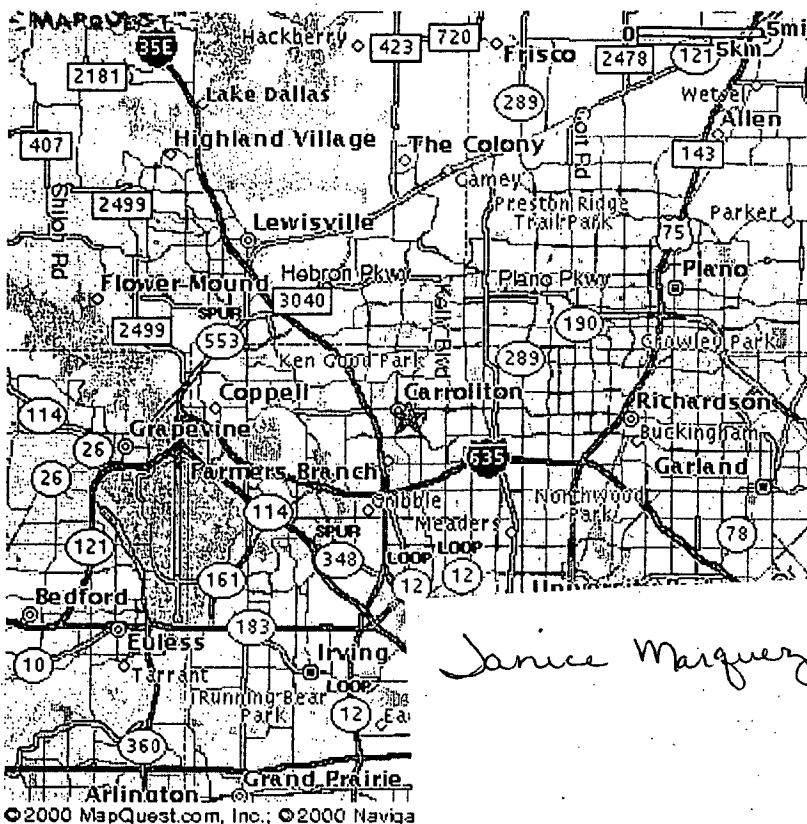 MAPQUEST
35E
Hackberry
423
720
Frisco
2478
0
5mi
5km
121
2181
Lake Dallas
289
Wetsel
Allen
407
Highland Village
The Colony
Camey
Coit Rd
143
Shiloh Rd
2499
Preston Ridge
Trail Park
Parker
Lewisville
75
Flower Mound
Hebron Pkwy
Plano Pkwy
Plano
3040
Kelly Blvd
2499
SPUR
553
190
Ken Good Park
289
Crowley Park
114
Coppell
Carrollton
Richardson
26
Grapevine
Buckingham
26
Farmers Branch
635
Garland
114
Gribble
Northwood
Park
Meaders
78
121
SPUR
348
LOOP
12
LOOP
12
161
Bedford
183
Euless
Irving
10
Tarrant
Running Bear
Park
LOOP
12
360
Grand Prairie
Arlington
©2000 MapQuest.com, Inc.; ©2000 Naviga
Janice Marquez